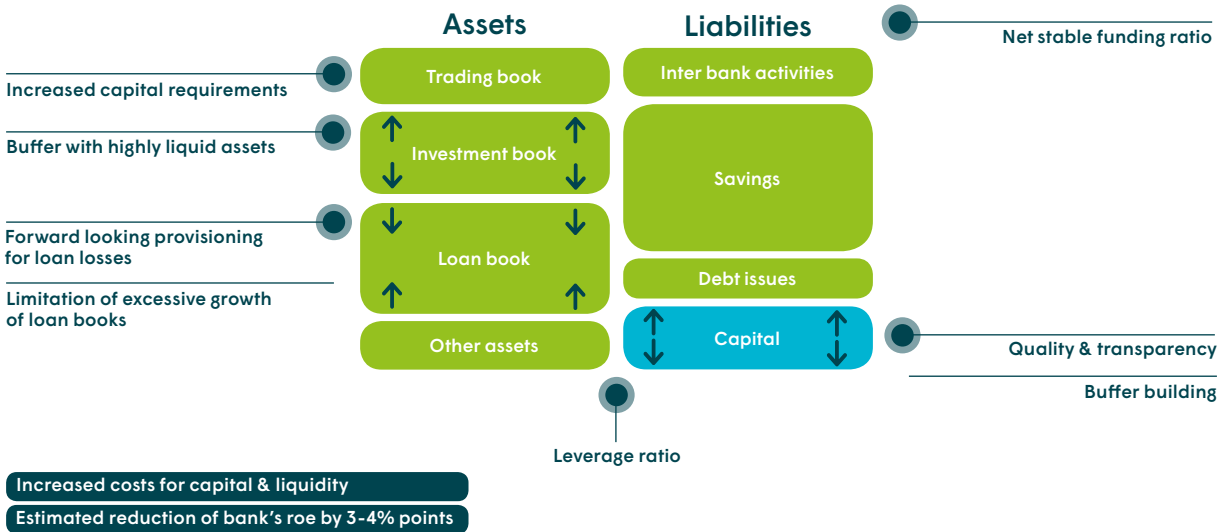 Assets
Liabilities
Net stable funding ratio
Trading book
Inter bank activities
Increased capital requirements
Buffer with highly liquid assets
Investment book
Savings
Forward looking provisioning
for loan losses
Loan book
Debt issues
Limitation of excessive growth
of loan books
Other assets
Capital
Quality & transparency
Buffer building
Leverage ratio
Increased costs for capital & liquidity
Estimated reduction of bank's roe by 3-4% points